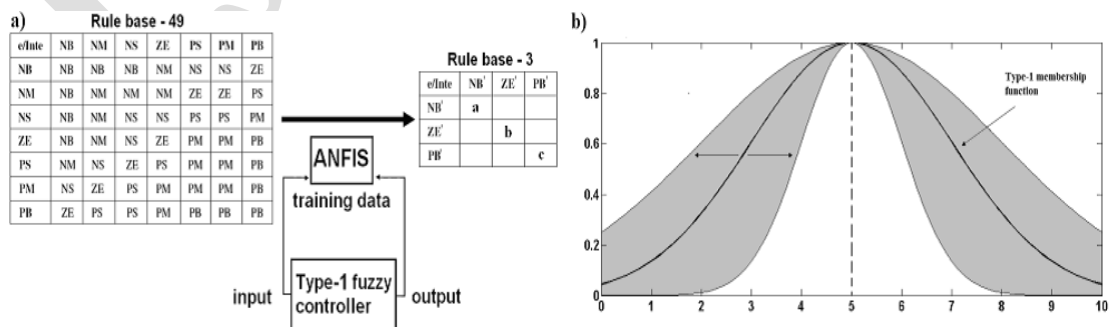 a)
Rule base - 49
e/Inte NB NM NS ZE PS PM PB
NB NB NB NB NM NS NS ZE
NM NB NM NM NM ZE ZE PS
NS NB NM NS NS PS PS PM
ZE NB NM NS ZE PM PM PB
PS NM NS ZE PS PM PM PB
PM NS ZE PS PM PM PM PB
PB ZE PS PS PM PB PB PB
Rule base - 3
e/Inte NB' ZE' PB'
NB' a
ZE' b
PB' c
ANFIS
training data
input
Type-1 fuzzy
controller
output
b)
Type-1 membership
function
1
0.8
0.6
0.4
0.2
0
0 1 2 3 4 5 6 7 8 9 10